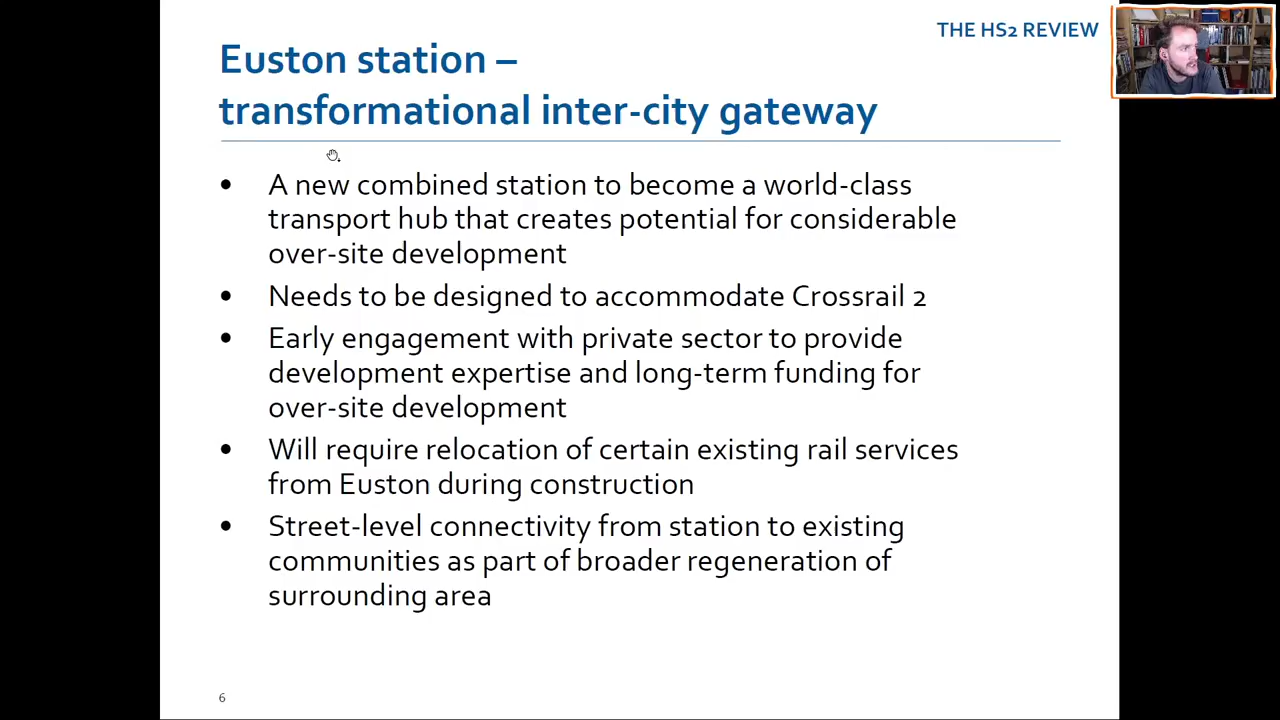 THE HS2 REVIEW
Euston station –
transformational inter-city gateway
• A new combined station to become a world-class
transport hub that creates potential for considerable
over-site development
• Needs to be designed to accommodate Crossrail 2
• Early engagement with private sector to provide
development expertise and long-term funding for
over-site development
• Will require relocation of certain existing rail services
from Euston during construction
• Street-level connectivity from station to existing
communities as part of broader regeneration of
surrounding area
6